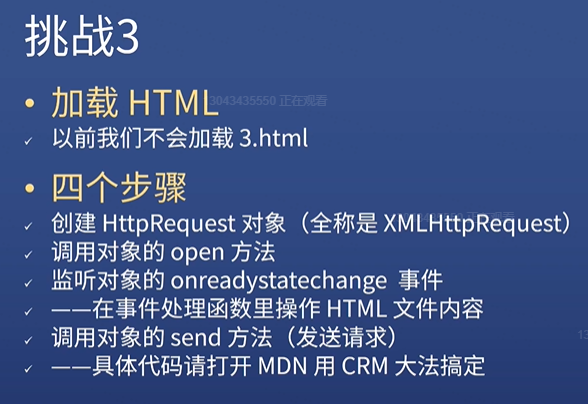 挑战3
加载 HTML
3043435550 正在观看
以前我们不会加载 3.html
四个步骤
创建 HttpRequest 对象（全称是 XMLHttpRequest）
调用对象的 open 方法
监听对象的 onreadystatechange 事件
——在事件处理函数里操作 HTML 文件内容
调用对象的 send 方法（发送请求）
——具体代码请打开 MDN 用 CRM 大法搞定